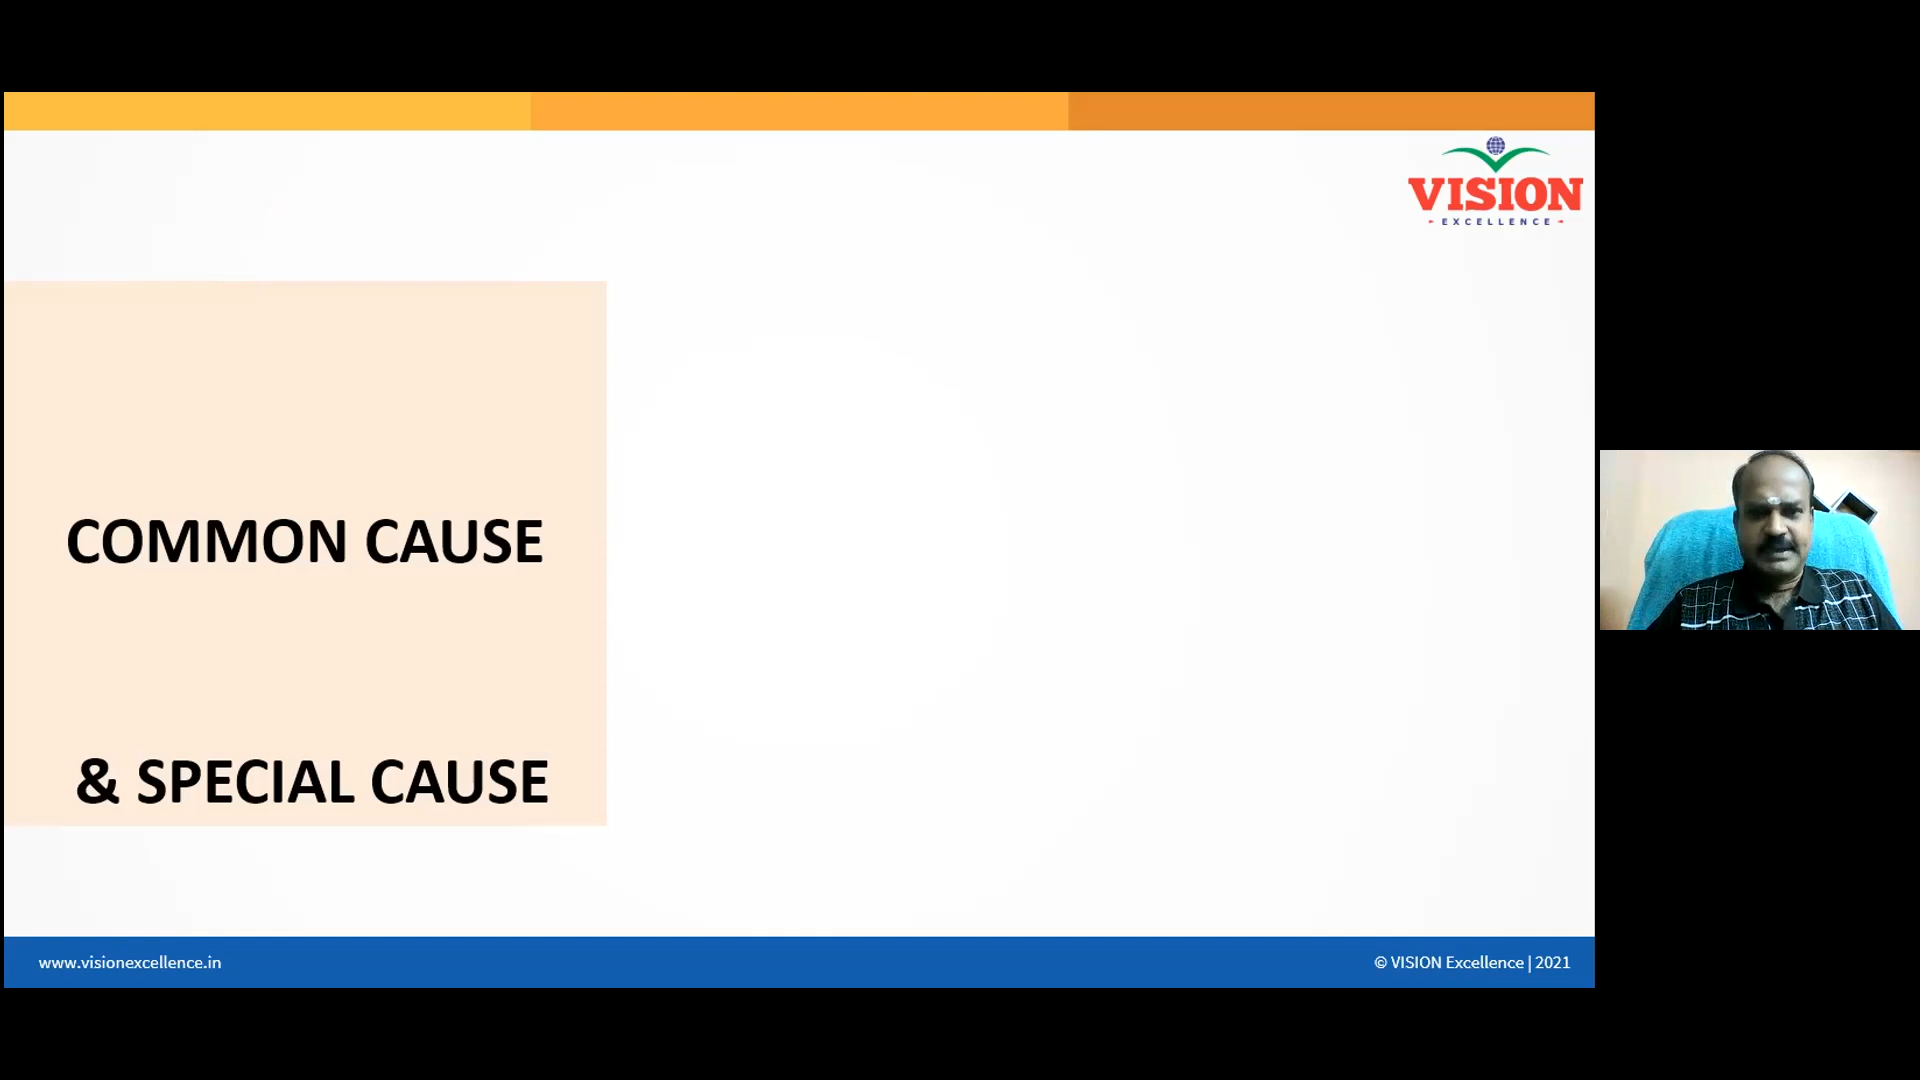 VISION
EXCELLENCE
COMMON CAUSE
& SPECIAL CAUSE
www.visionexcellence.in
© VISION Excellence | 2021